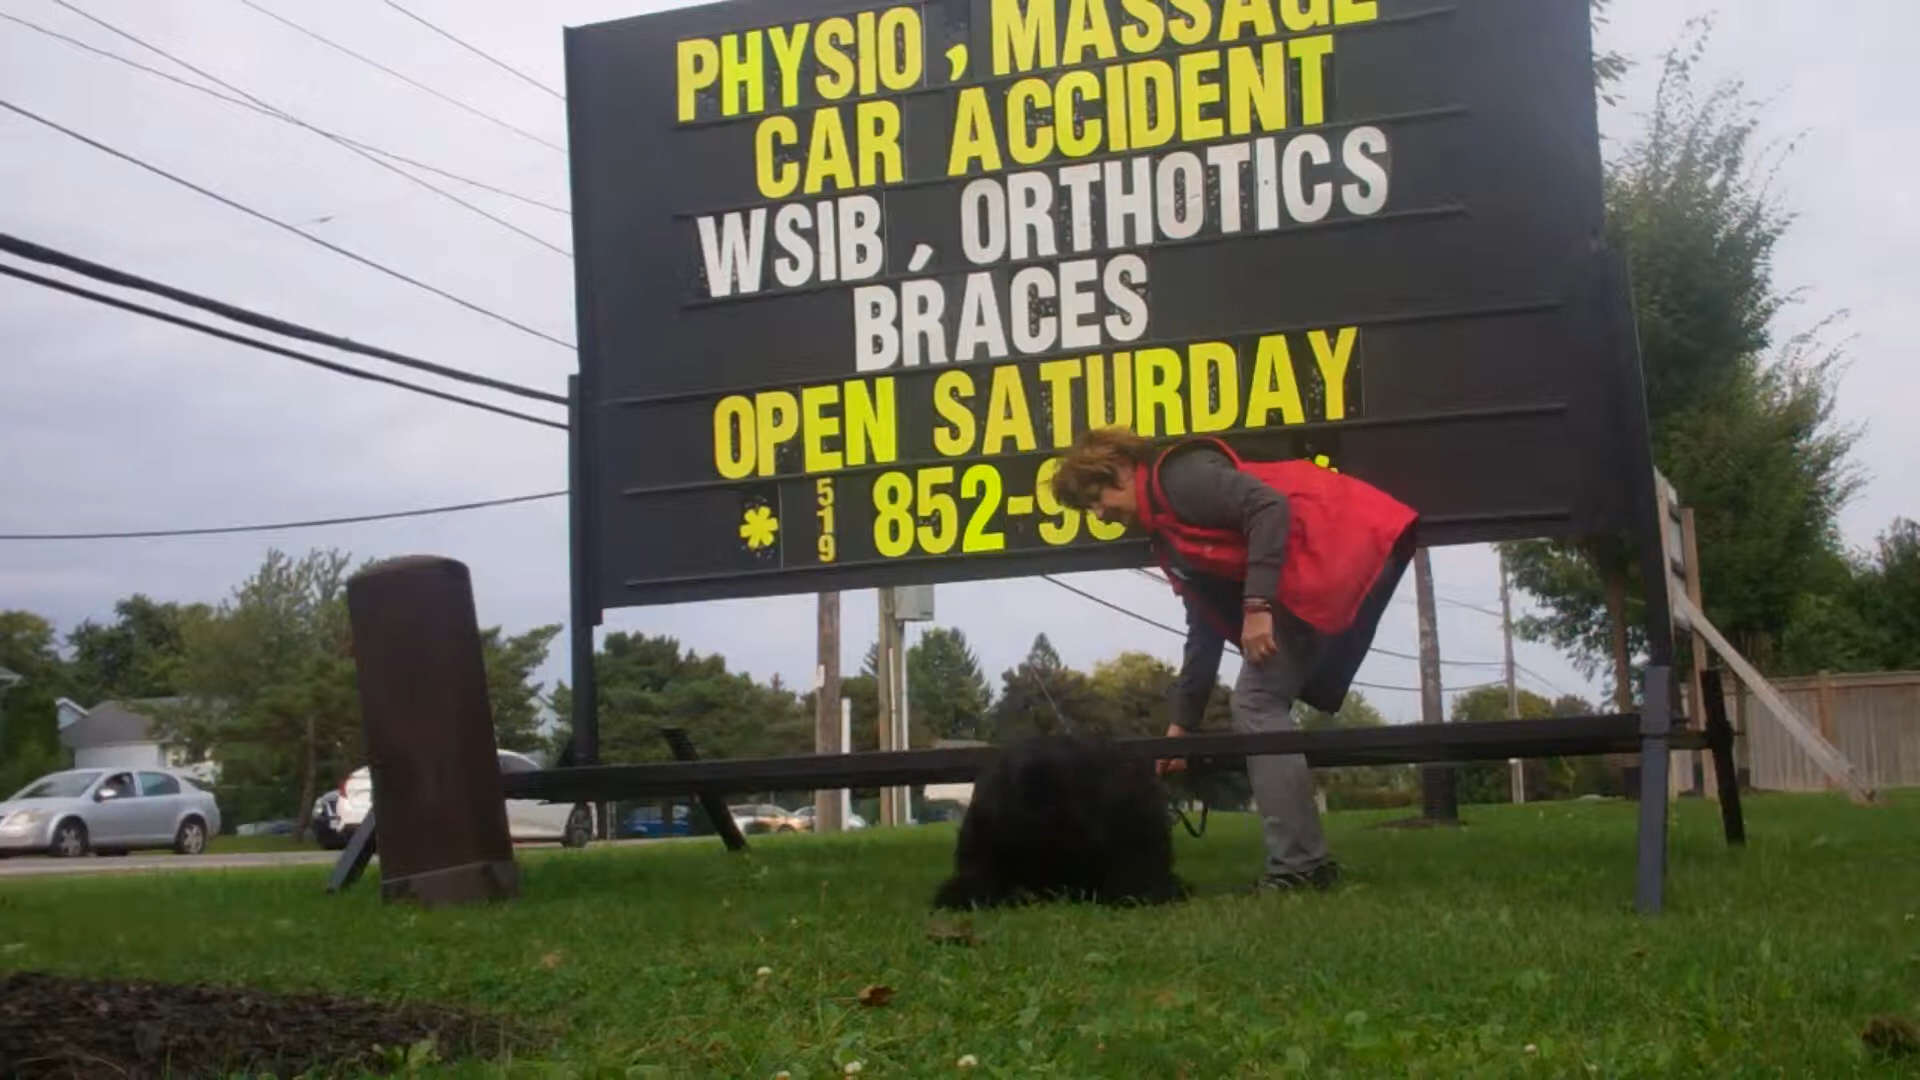 PHYSIO, MASSAGE
CAR ACCIDENT
WSIB, ORTHOTICS
BRACES
OPEN SATURDAY
* 519 852-9